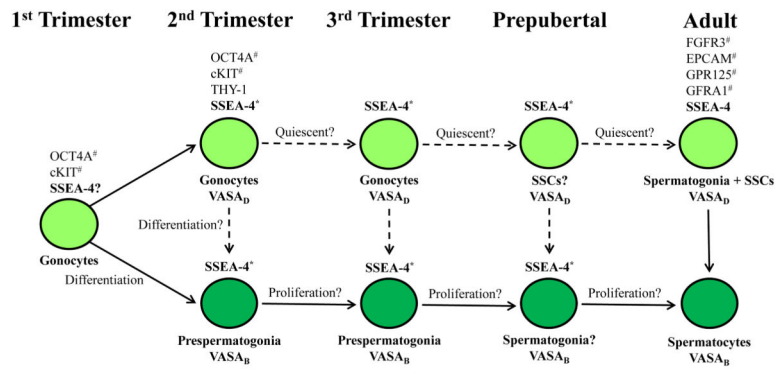 1st Trimester
2nd Trimester
3rd Trimester
Prepubertal
Adult
OCT4A#
cKIT#
SSEA-4?
Gonocytes
OCT4A#
cKIT#
THY-1
SSEA-4*
Gonocytes
VASAD
Quiescent?
SSEA-4*
Gonocytes
VASAD
Quiescent?
SSEA-4*
SSCs?
VASAD
Quiescent?
FGFR3#
EPCAM#
GPR125#
GFRA1#
SSEA-4
Spermatogonia + SSCs
VASAD
Differentiation?
Differentiation
SSEA-4*
Prespermatogonia
VASAB
Proliferation?
SSEA-4*
Prespermatogonia
VASAB
Proliferation?
SSEA-4*
Spermatogonia?
VASAB
Proliferation?
Spermatocytes
VASAB